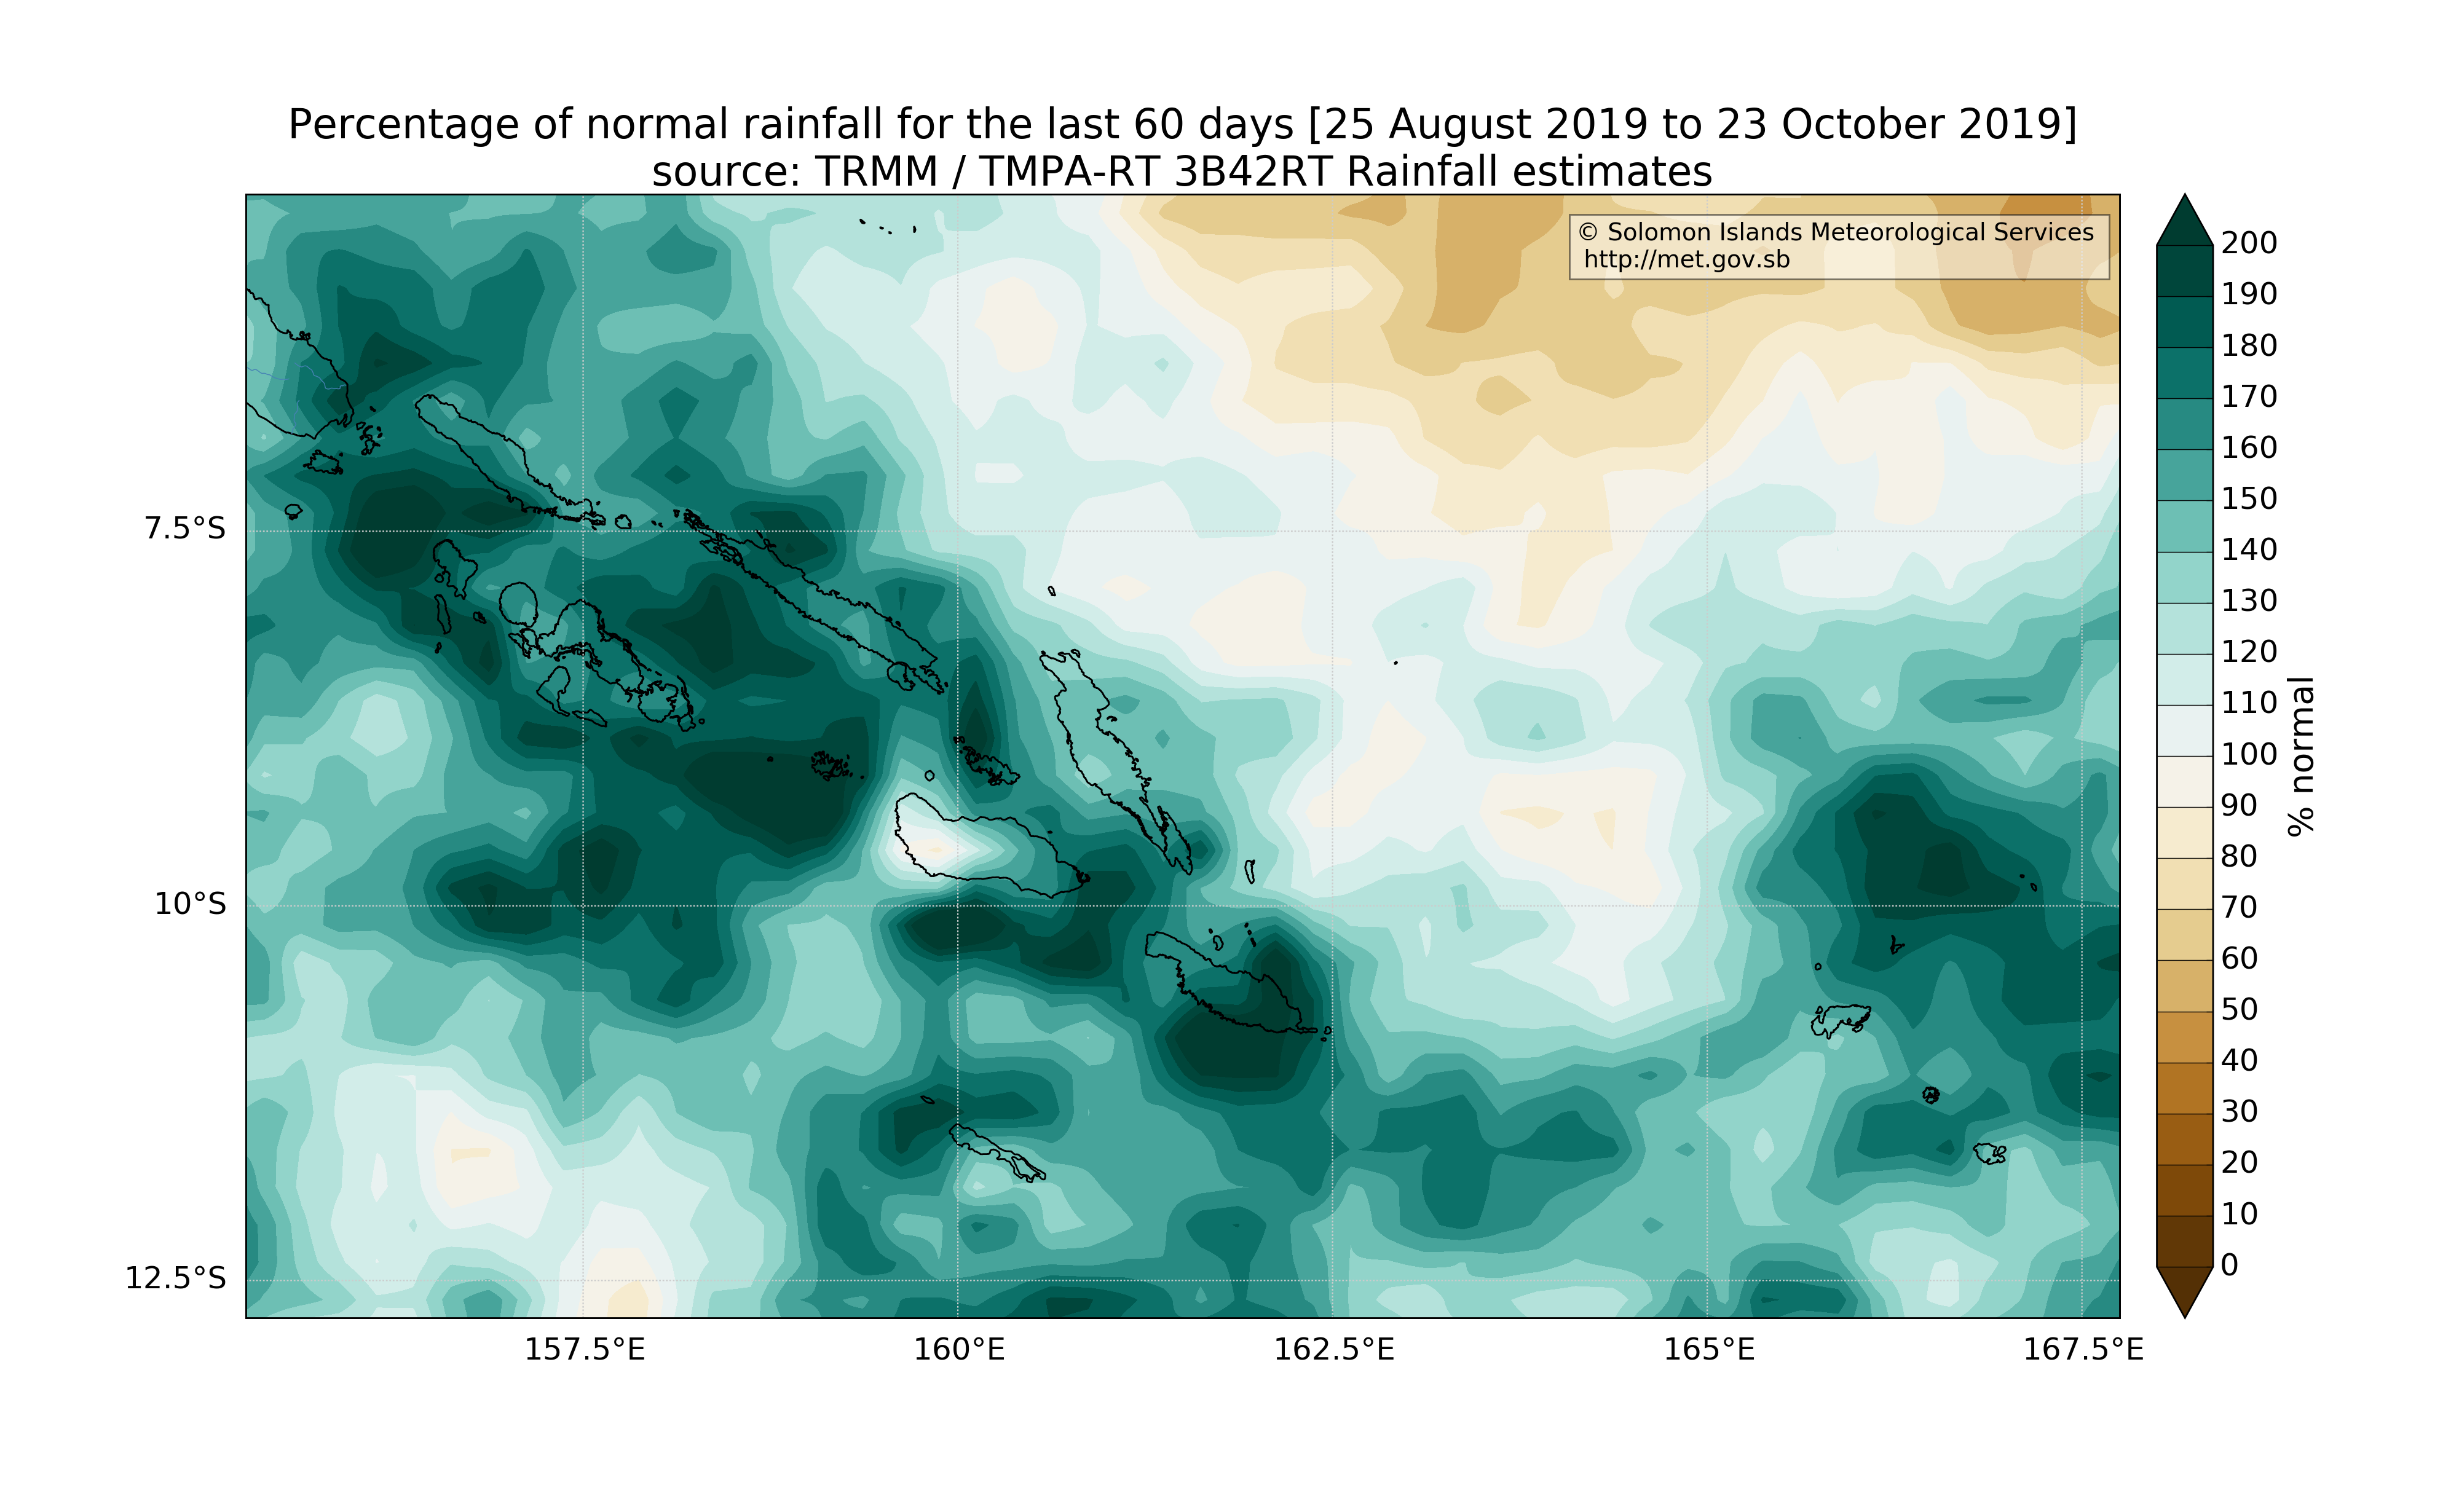 Percentage of normal rainfall for the last 60 days [25 August 2019 to 23 October 2019]
source: TRMM / TMPA-RT 3B42RT Rainfall estimates
© Solomon Islands Meteorological Services
http://met.gov.sb
7.5°S
10°S
12.5°S
157.5°E
160°E
162.5°E
165°E
167.5°E
200
190
180
170
160
150
140
130
120
110
100
90
80
70
60
50
40
30
20
10
0
% normal